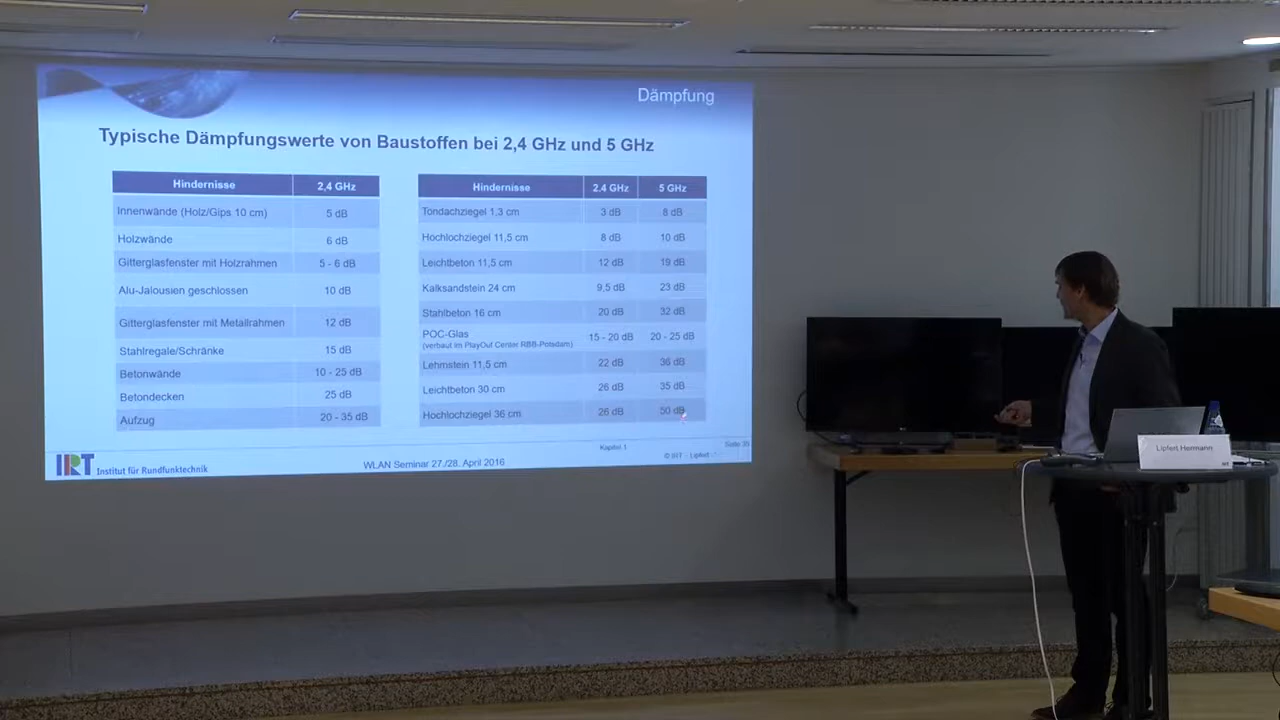 Dämpfung
Typische Dämpfungswerte von Baustoffen bei 2,4 GHz und 5 GHz
Hindernisse 2,4 GHz
Innenwände (Holz/Gips 10 cm) 5 dB
Holzwände 6 dB
Gitterglasfenster mit Holzrahmen 5 - 6 dB
Alu-Jalousien geschlossen 10 dB
Gitterglasfenster mit Metallrahmen 12 dB
Stahlregale/Schränke 15 dB
Betonwände 10 - 25 dB
Betondecken 25 dB
Aufzug 20 - 35 dB
Hindernisse 2.4 GHz 5 GHz
Tondachziegel 1,3 cm 3 dB 8 dB
Hochlochziegel 11,5 cm 8 dB 10 dB
Leichtbeton 11,5 cm 12 dB 19 dB
Kalksandstein 24 cm 9,5 dB 23 dB
Stahlbeton 16 cm 20 dB 32 dB
POC-Glas 15 - 20 dB 20 - 25 dB
(verbaut im PlayOut Center RBB-Potsdam)
Lehmstein 11,5 cm 22 dB 36 dB
Leichtbeton 30 cm 26 dB 35 dB
Hochlochziegel 36 cm 26 dB 50 dB
IRT Institut für Rundfunktechnik
WLAN Seminar 27./28. April 2016
Kapitel 1
© IRT - Lipfert
Seite
Lipfert Hermann